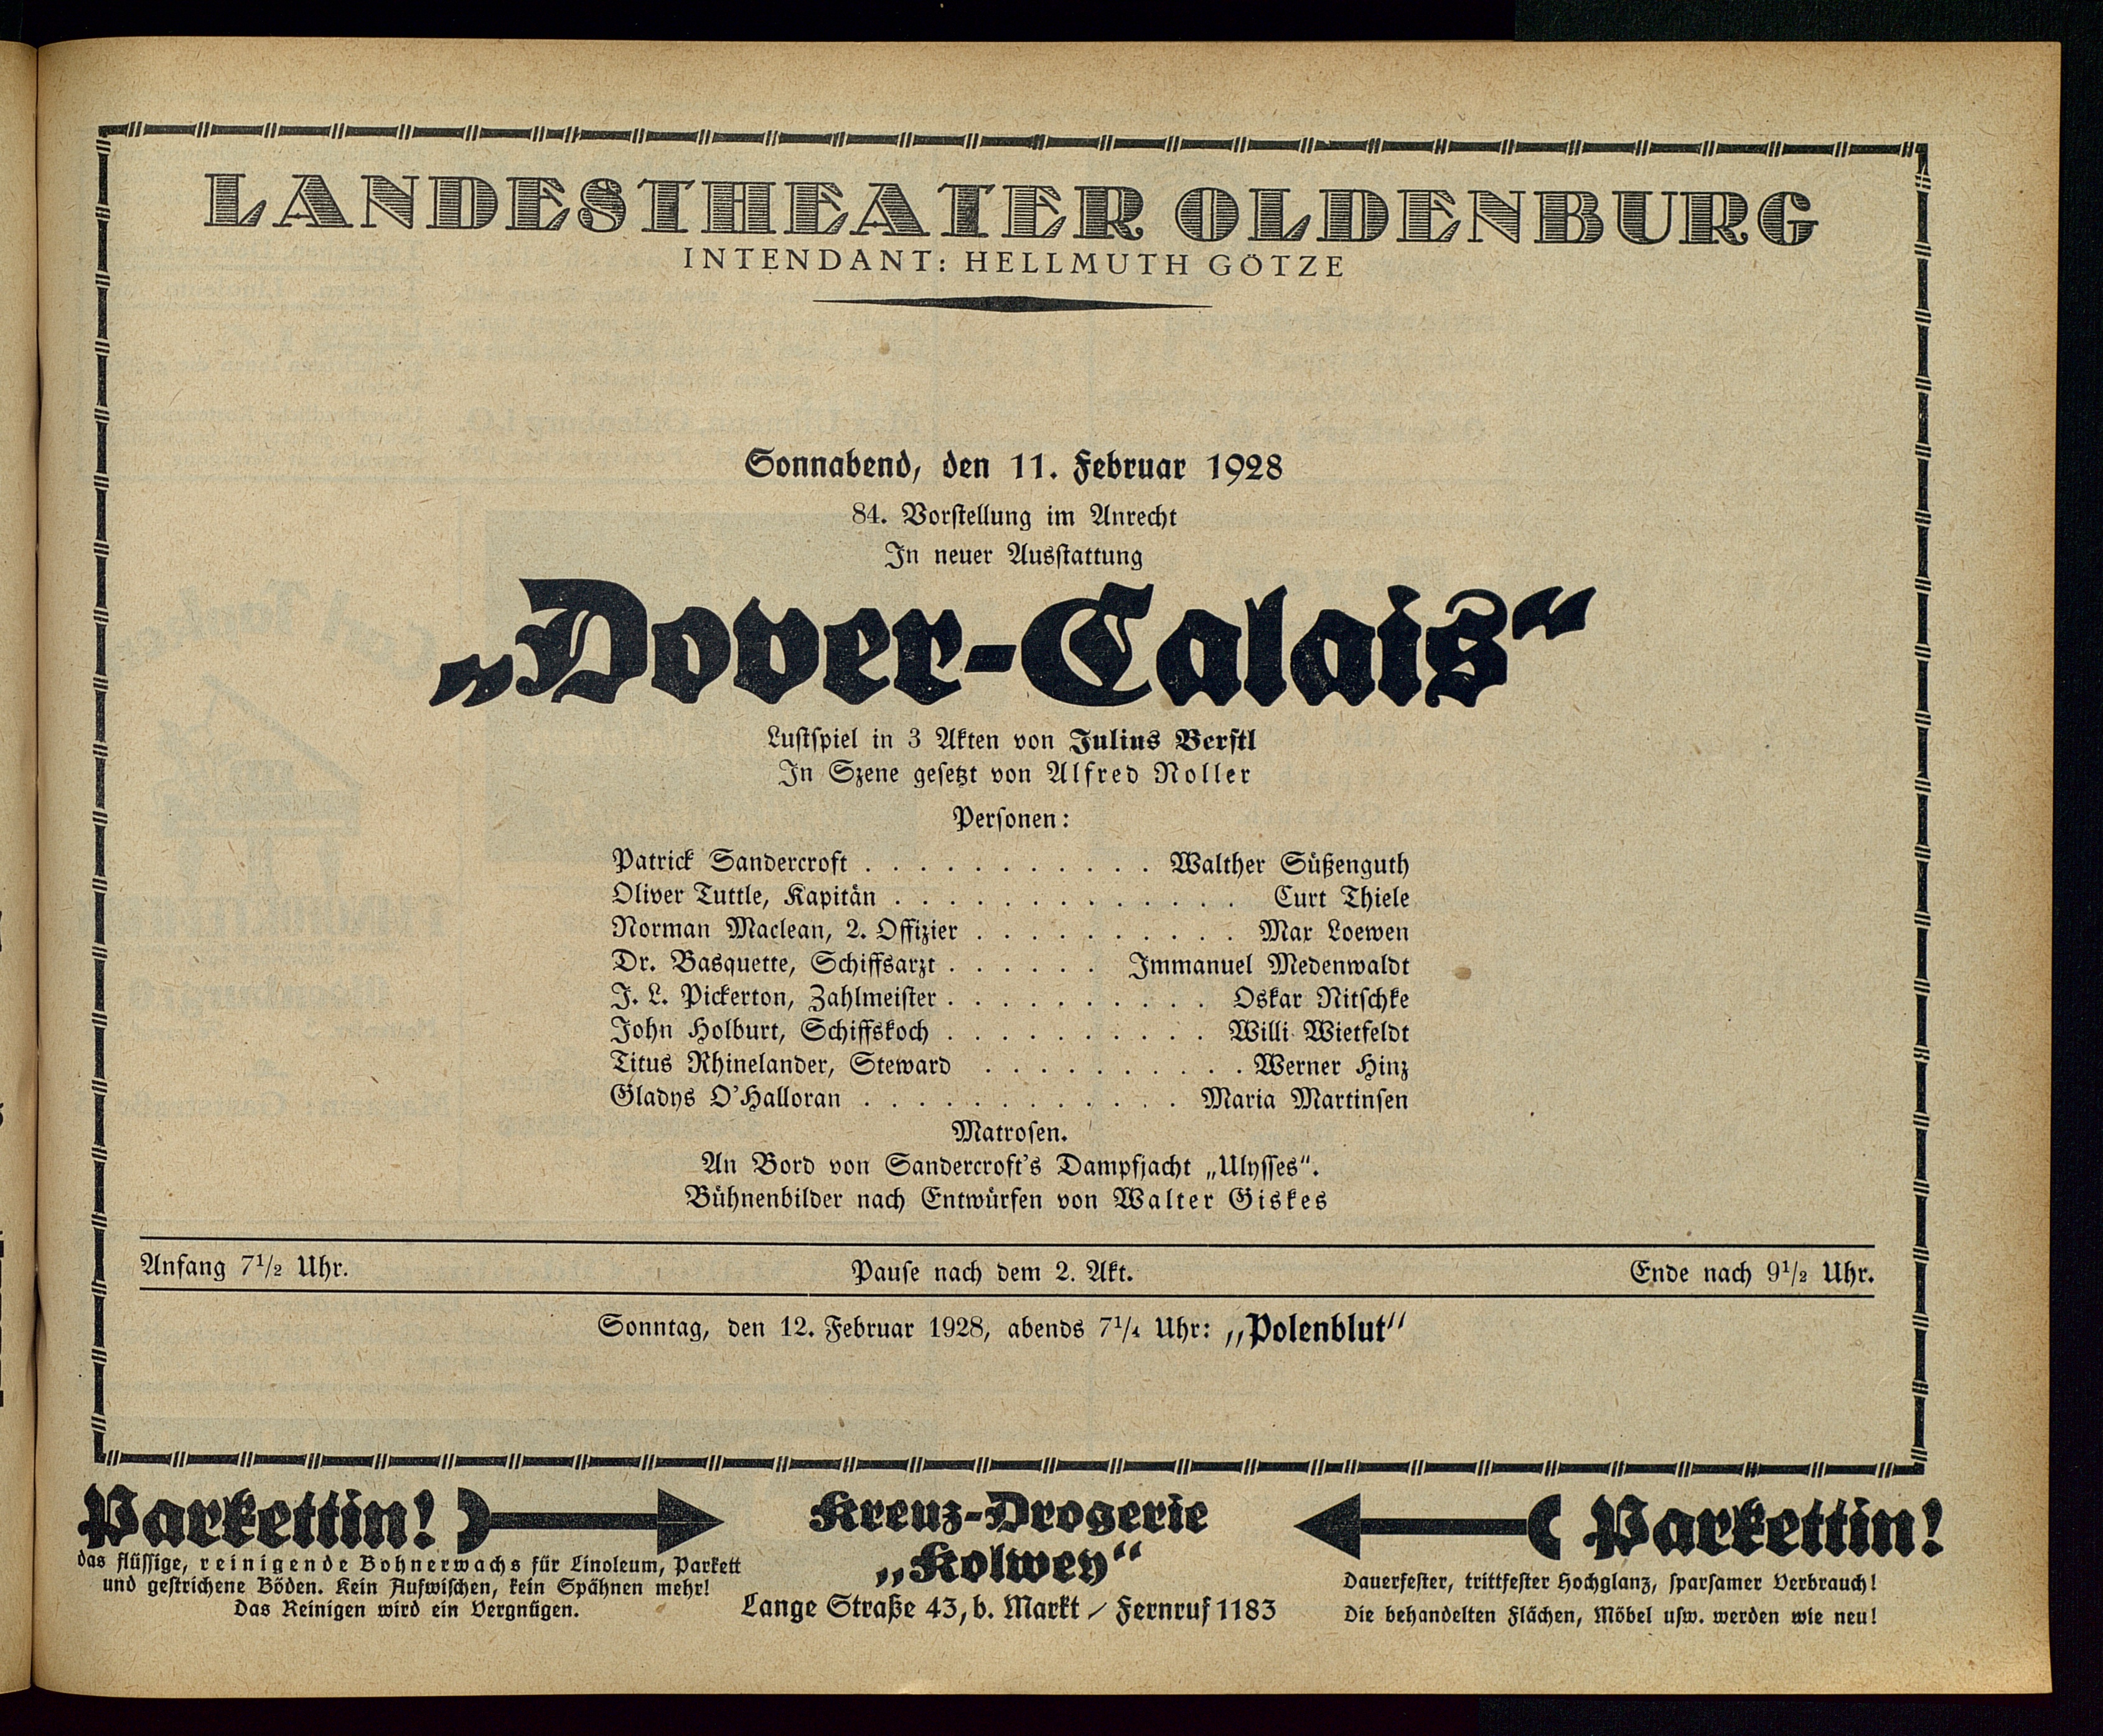 LANDESTHEATER OLDENBURG
INTENDANT: HELLMUTH GÖTZE
Sonnabend, den 11. Februar 1928
84. Vorstellung im Anrecht
In neuer Ausstattung
„Dover-Calais“
Lustspiel in 3 Akten von Julius Berstl
In Szene gesetzt von Alfred Noller
Personen:
Patrick Sandercroft . . . . . . . . . . . Walther Süßenguth
Oliver Tuttle, Kapitän . . . . . . . . . . . . . Curt Thiele
Norman Maclean, 2. Offizier . . . . . . . . . . Max Loewen
Dr. Basquette, Schiffsarzt . . . . . . Immanuel Medenwaldt
J. L. Pickerton, Zahlmeister . . . . . . . . . . Oskar Nitschke
John Holburt, Schiffskoch . . . . . . . . . . Willi Wietfeldt
Titus Rhinelander, Steward . . . . . . . . . . Werner Hinz
Gladys O'Halloran . . . . . . . . . . . . Maria Martinsen
Matrosen.
An Bord von Sandercroft's Dampfjacht „Ulysses“.
Bühnenbilder nach Entwürfen von Walter Giskes
Anfang 7½ Uhr. Pause nach dem 2. Akt. Ende nach 9½ Uhr.
Sonntag, den 12. Februar 1928, abends 7¼ Uhr: „Polenblut“
Parkettin!
das flüssige, reinigende Bohnerwachs für Linoleum, Parkett
und gestrichene Böden. Kein Aufwischen, kein Spähnen mehr!
Das Reinigen wird ein Vergnügen.
Kreuz-Drogerie
„Kolwey“
Lange Straße 43, b. Markt / Fernruf 1183
Parkettin!
Dauerfester, trittfester Hochglanz, sparsamer Verbrauch!
Die behandelten Flächen, Möbel usw. werden wie neu!